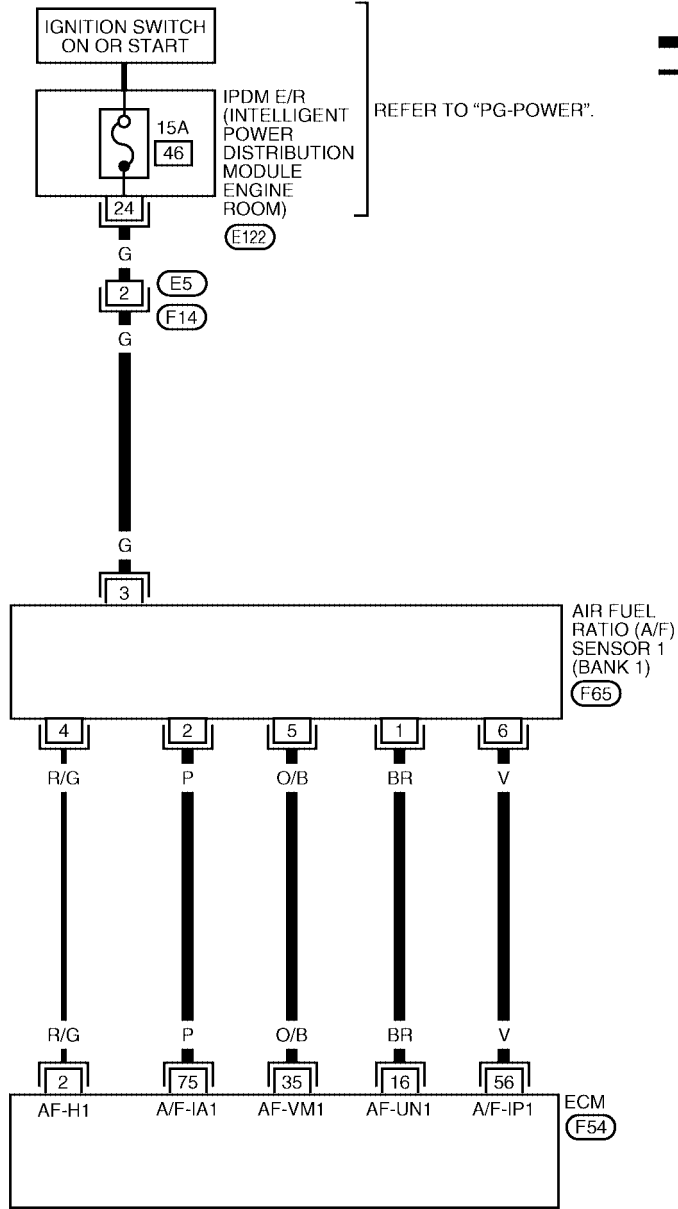 IGNITION SWITCH
ON OR START
IPDM E/R
(INTELLIGENT
POWER
DISTRIBUTION
MODULE
ENGINE
ROOM)
E122
REFER TO "PG-POWER".
15A
46
24
G
2
E5
F14
G
G
3
AIR FUEL
RATIO (A/F)
SENSOR 1
(BANK 1)
F65
4 2 5 1 6
R/G P O/B BR V
R/G P O/B BR V
2 75 35 16 56
AF-H1 A/F-IA1 AF-VM1 AF-UN1 A/F-IP1
ECM
F54